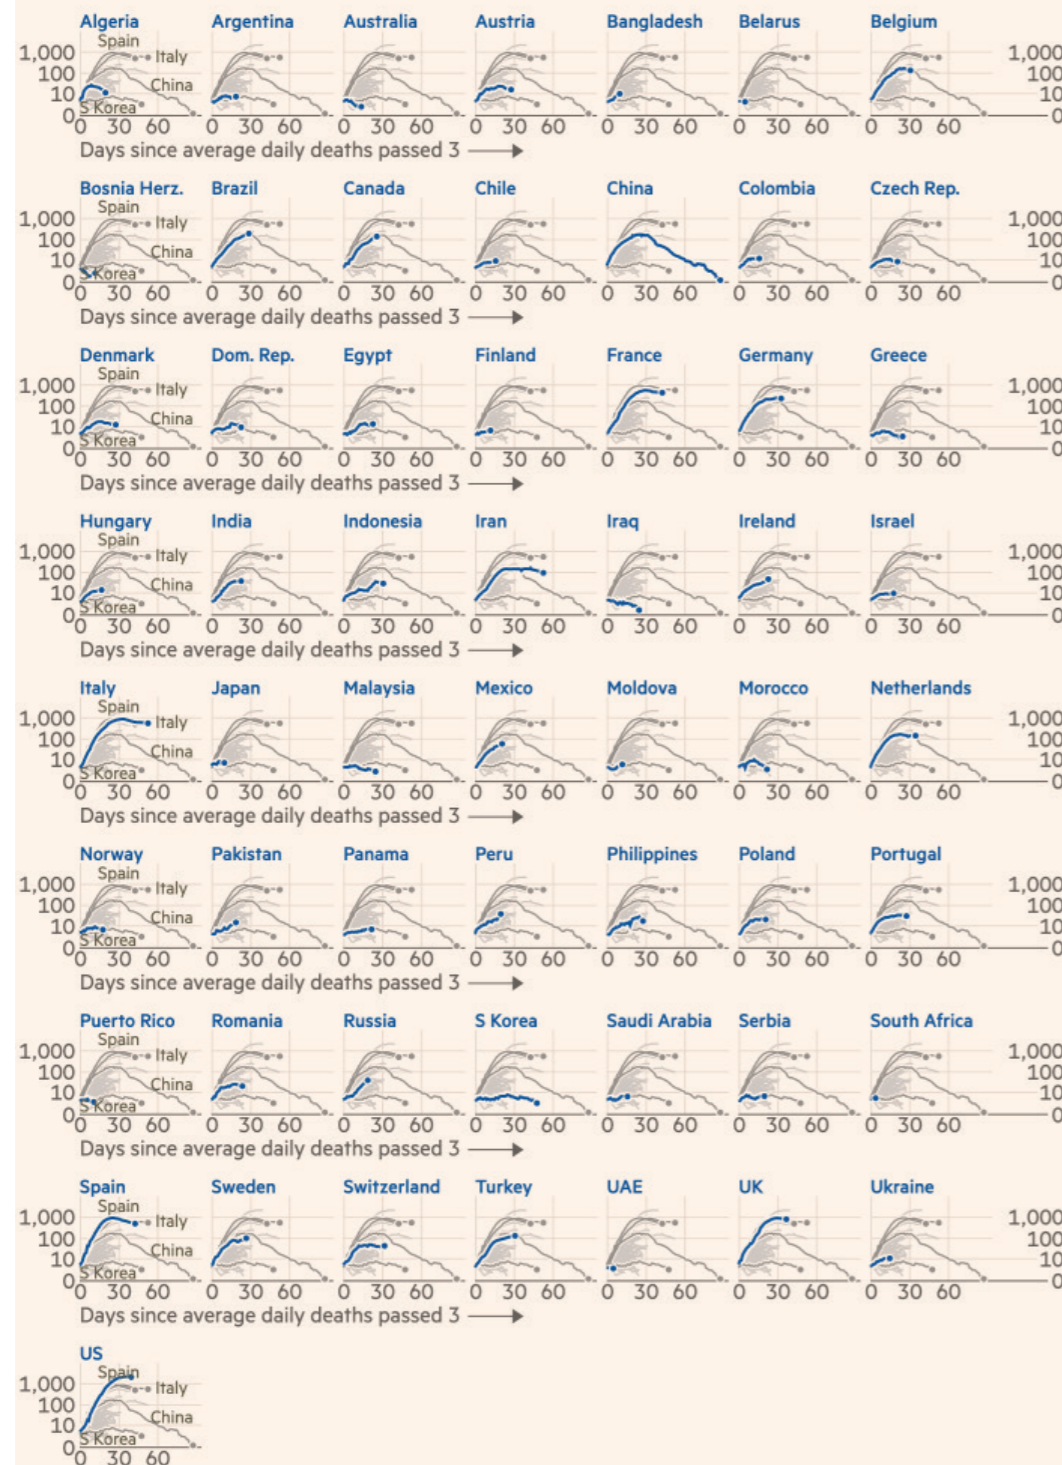 Algeria Argentina Australia Austria Bangladesh Belarus Belgium
Spain
1,000 Italy 1,000
100 China 100
10 10
0 S Korea 0
0 30 60 0 30 60 0 30 60 0 30 60 0 30 60 0 30 60 0 30 60
Days since average daily deaths passed 3
Bosnia Herz. Brazil Canada Chile China Colombia Czech Rep.
Spain
1,000 Italy 1,000
100 China 100
10 10
0 S Korea 0
0 30 60 0 30 60 0 30 60 0 30 60 0 30 60 0 30 60 0 30 60
Days since average daily deaths passed 3
Denmark Dom. Rep. Egypt Finland France Germany Greece
Spain
1,000 Italy 1,000
100 China 100
10 10
0 S Korea 0
0 30 60 0 30 60 0 30 60 0 30 60 0 30 60 0 30 60 0 30 60
Days since average daily deaths passed 3
Hungary India Indonesia Iran Iraq Ireland Israel
Spain
1,000 Italy 1,000
100 China 100
10 10
0 S Korea 0
0 30 60 0 30 60 0 30 60 0 30 60 0 30 60 0 30 60 0 30 60
Days since average daily deaths passed 3
Italy Japan Malaysia Mexico Moldova Morocco Netherlands
Spain
1,000 Italy 1,000
100 China 100
10 10
0 S Korea 0
0 30 60 0 30 60 0 30 60 0 30 60 0 30 60 0 30 60 0 30 60
Days since average daily deaths passed 3
Norway Pakistan Panama Peru Philippines Poland Portugal
Spain
1,000 Italy 1,000
100 China 100
10 10
0 S Korea 0
0 30 60 0 30 60 0 30 60 0 30 60 0 30 60 0 30 60 0 30 60
Days since average daily deaths passed 3
Puerto Rico Romania Russia S Korea Saudi Arabia Serbia South Africa
Spain
1,000 Italy 1,000
100 China 100
10 10
0 S Korea 0
0 30 60 0 30 60 0 30 60 0 30 60 0 30 60 0 30 60 0 30 60
Days since average daily deaths passed 3
Spain Sweden Switzerland Turkey UAE UK Ukraine
Spain
1,000 Italy 1,000
100 China 100
10 10
0 S Korea 0
0 30 60 0 30 60 0 30 60 0 30 60 0 30 60 0 30 60 0 30 60
Days since average daily deaths passed 3
US
Spain
1,000 Italy
100 China
10
0 S Korea
0 30 60